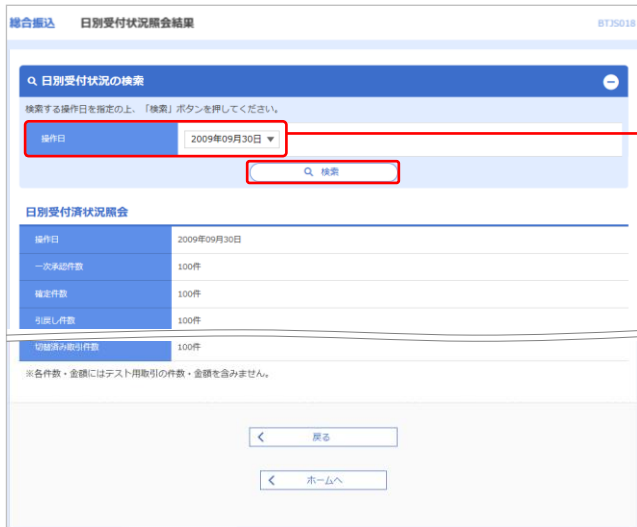 総合振込 日別受付状況照会結果 BTJS018
日別受付状況の検索
検索する操作日を指定の上、「検索」ボタンを押してください。
操作日 2009年09月30日
検索
日別受付済状況照会
操作日 2009年09月30日
一次承認件数 100件
確定件数 100件
引戻し件数 100件
切替済み取引件数 100件
※各件数・金額にはテスト用取引の件数・金額を含みません。
戻る
ホームへ